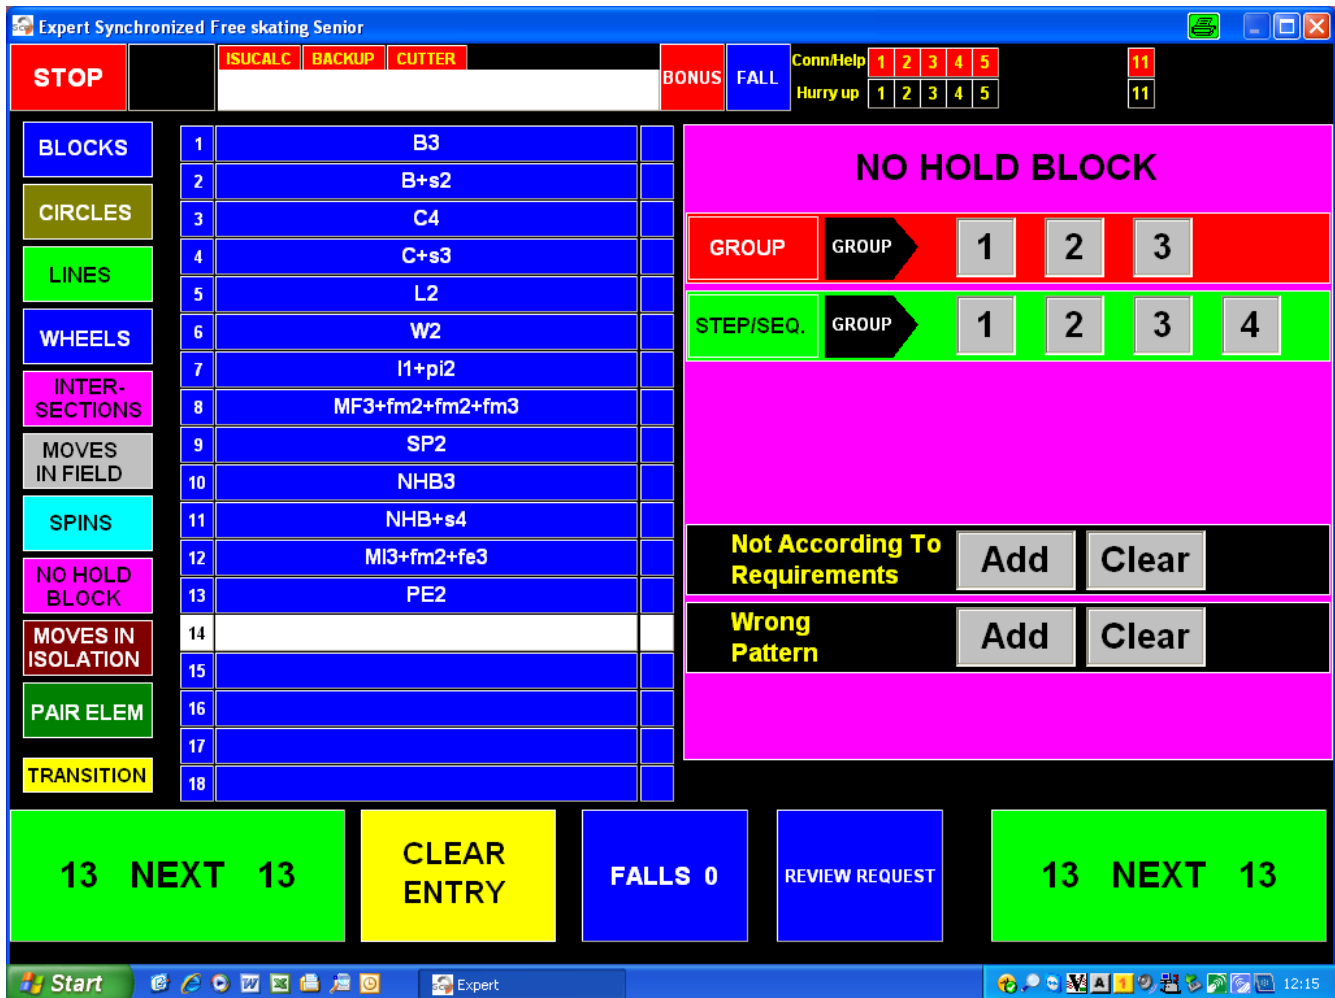 Expert Synchronized Free skating Senior
STOP
ISUCALC BACKUP CUTTER
BONUS
FALL
Conn/Help 1 2 3 4 5 11
Hurry up 1 2 3 4 5 11
BLOCKS
CIRCLES
LINES
WHEELS
INTER-
SECTIONS
MOVES
IN FIELD
SPINS
NO HOLD
BLOCK
MOVES IN
ISOLATION
PAIR ELEM
TRANSITION
1 B3
2 B+s2
3 C4
4 C+s3
5 L2
6 W2
7 I1+pi2
8 MF3+fm2+fm2+fm3
9 SP2
10 NHB3
11 NHB+s4
12 MI3+fm2+fe3
13 PE2
14
15
16
17
18
NO HOLD BLOCK
GROUP GROUP 1 2 3
STEP/SEQ. GROUP 1 2 3 4
Not According To
Requirements
Add Clear
Wrong
Pattern
Add Clear
13 NEXT 13
CLEAR
ENTRY
FALLS 0
REVIEW REQUEST
13 NEXT 13
Start
Expert
12:15